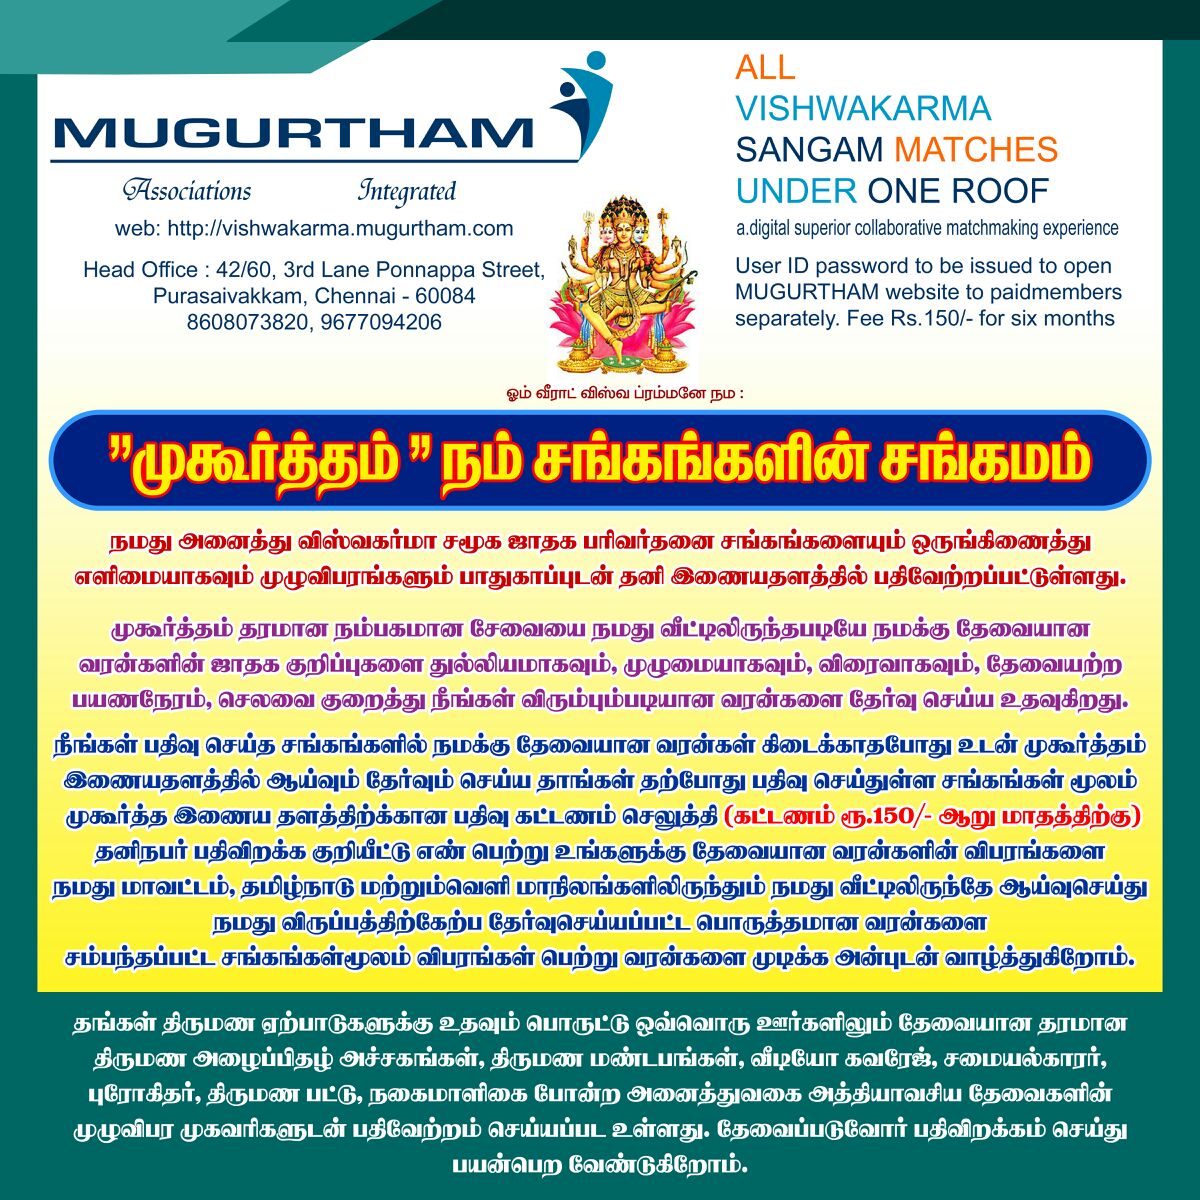 MUGURTHAM
Associations Integrated
web: http://vishwakarma.mugurtham.com
Head Office : 42/60, 3rd Lane Ponnappa Street,
Purasaivakkam, Chennai - 60084
8608073820, 9677094206
ALL
VISHWAKARMA
SANGAM MATCHES
UNDER ONE ROOF
a.digital superior collaborative matchmaking experience
User ID password to be issued to open
MUGURTHAM website to paidmembers
separately. Fee Rs.150/- for six months
ஓம் வீராட் விஸ்வ ப்ரம்மனே நம :
”முகூர்த்தம் ” நம் சங்கங்களின் சங்கமம்
நமது அனைத்து விஸ்வகர்மா சமூக ஜாதக பரிவர்தனை சங்கங்களையும் ஒருங்கிணைத்து
எளிமையாகவும் முழுவிபரங்களும் பாதுகாப்புடன் தனி இணையதளத்தில் பதிவேற்றப்பட்டுள்ளது.
முகூர்த்தம் தரமான நம்பகமான சேவையை நமது வீட்டிலிருந்தபடியே நமக்கு தேவையான
வரன்களின் ஜாதக குறிப்புகளை துல்லியமாகவும், முழுமையாகவும், விரைவாகவும், தேவையற்ற
பயணநேரம், செலவை குறைத்து நீங்கள் விரும்பும்படியான வரன்களை தேர்வு செய்ய உதவுகிறது.
நீங்கள் பதிவு செய்த சங்கங்களில் நமக்கு தேவையான வரன்கள் கிடைக்காதபோது உடன் முகூர்த்தம்
இணையதளத்தில் ஆய்வும் தேர்வும் செய்ய தாங்கள் தற்போது பதிவு செய்துள்ள சங்கங்கள் மூலம்
முகூர்த்த இணைய தளத்திற்க்கான பதிவு கட்டணம் செலுத்தி (கட்டணம் ரூ.150/- ஆறு மாதத்திற்கு)
தனிநபர் பதிவிறக்க குறியீட்டு எண் பெற்று உங்களுக்கு தேவையான வரன்களின் விபரங்களை
நமது மாவட்டம், தமிழ்நாடு மற்றும்வெளி மாநிலங்களிலிருந்தும் நமது வீட்டிலிருந்தே ஆய்வுசெய்து
நமது விருப்பத்திற்கேற்ப தேர்வுசெய்யப்பட்ட பொருத்தமான வரன்களை
சம்பந்தப்பட்ட சங்கங்கள்மூலம் விபரங்கள் பெற்று வரன்களை முடிக்க அன்புடன் வாழ்த்துகிறோம்.
தங்கள் திருமண ஏற்பாடுகளுக்கு உதவும் பொருட்டு ஒவ்வொரு ஊர்களிலும் தேவையான தரமான
திருமண அழைப்பிதழ் அச்சகங்கள், திருமண மண்டபங்கள், வீடியோ கவரேஜ், சமையல்காரர்,
புரோகிதர், திருமண பட்டு, நகைமாளிகை போன்ற அனைத்துவகை அத்தியாவசிய தேவைகளின்
முழுவிபர முகவரிகளுடன் பதிவேற்றம் செய்யப்பட உள்ளது. தேவைப்படுவோர் பதிவிறக்கம் செய்து
பயன்பெற வேண்டுகிறோம்.